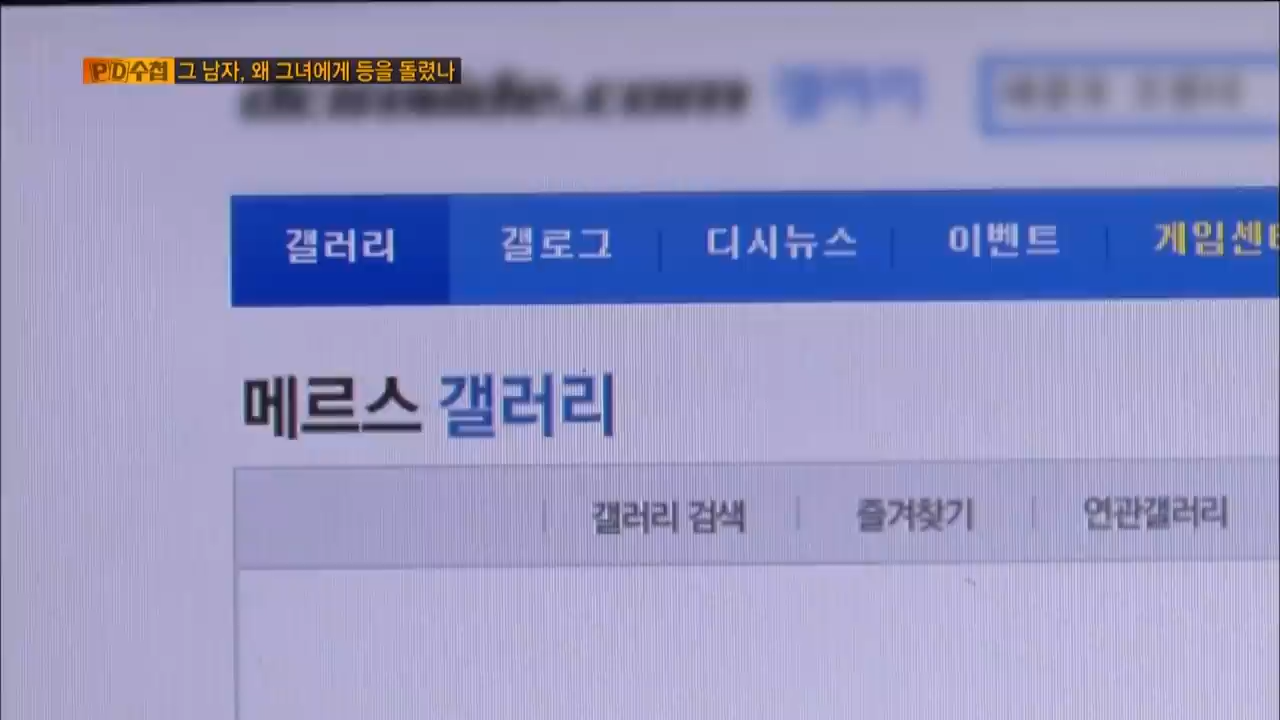 PD수첩 그 남자, 왜 그녀에게 등을 돌렸나
갤러리 갤로그 디시뉴스 이벤트 게임센
메르스 갤러리
갤러리 검색 즐겨찾기 연관갤러리